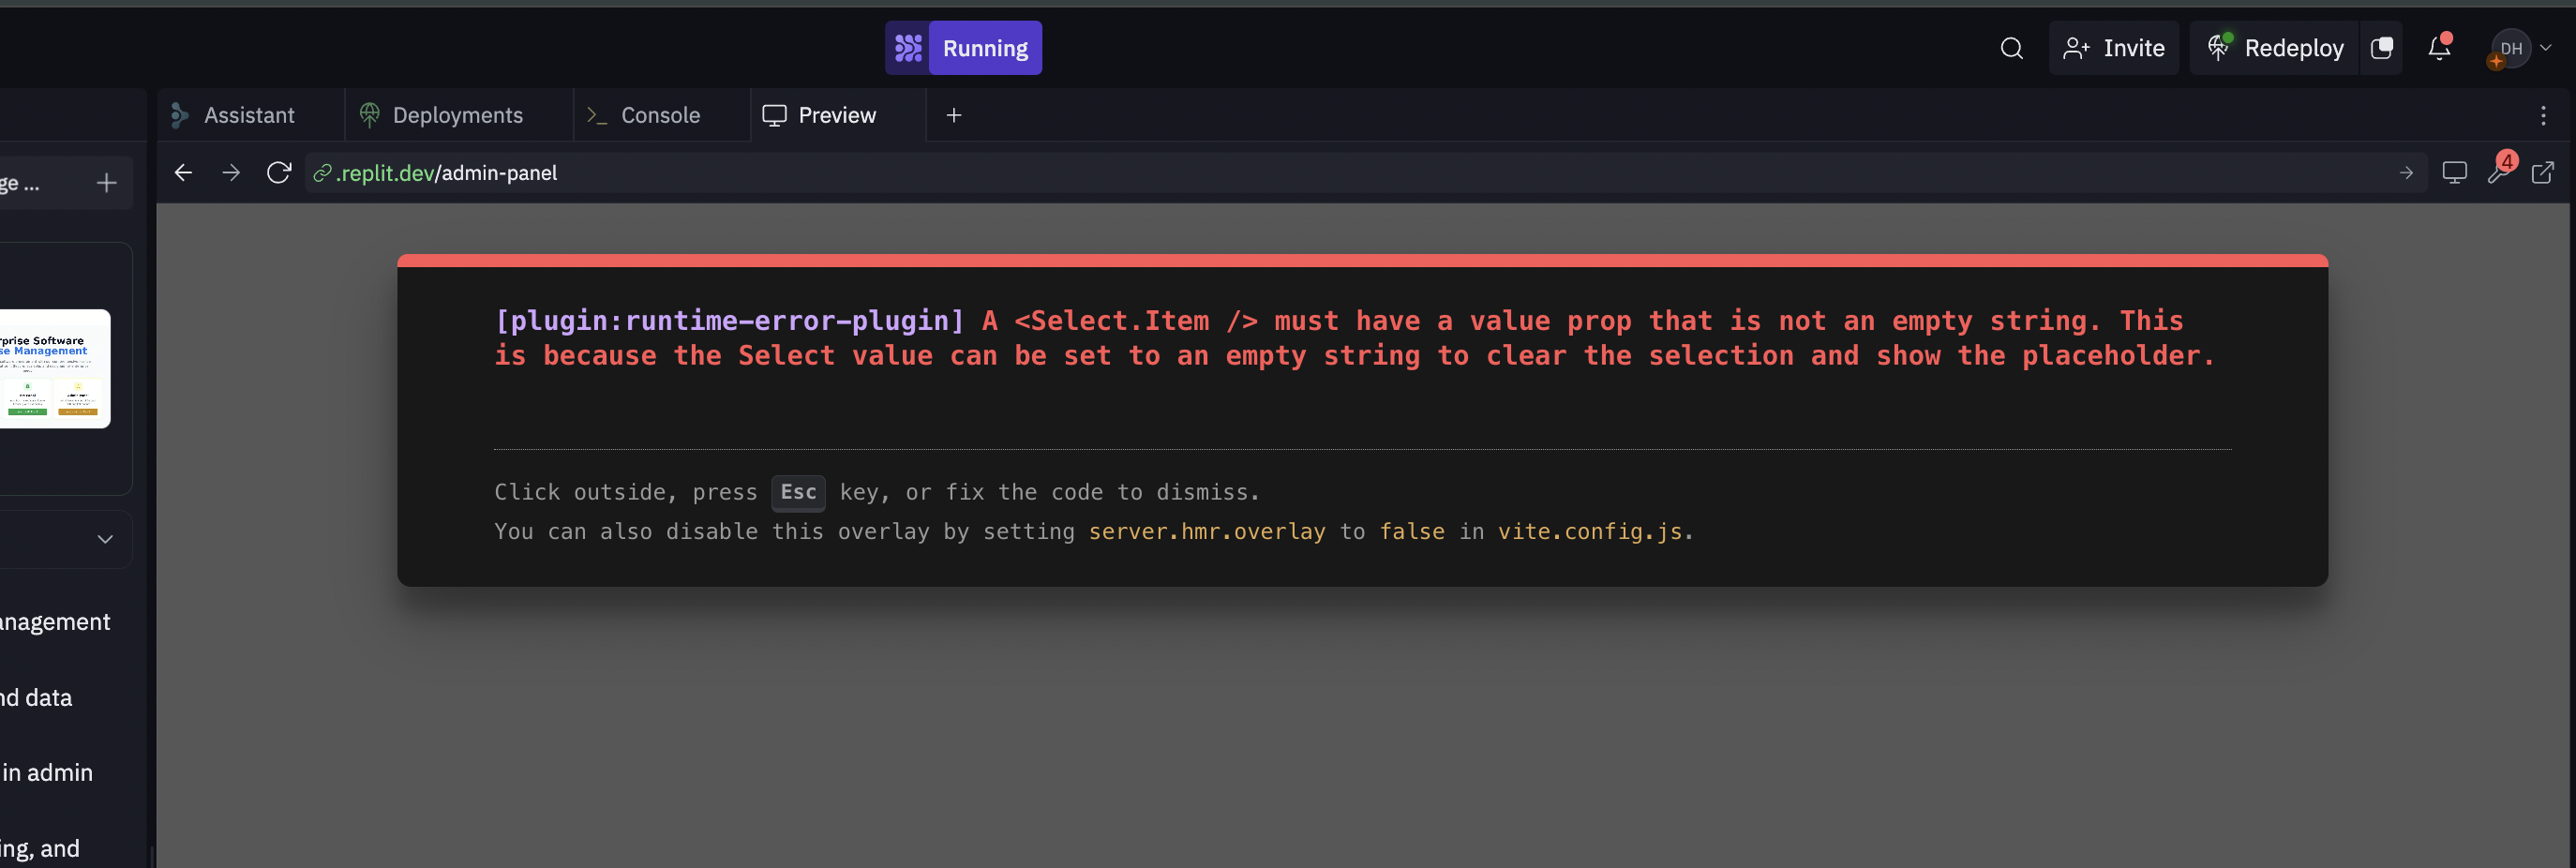 Running
Invite
Redeploy
DH
Assistant
Deployments
Console
Preview
ge ...
.replit.dev/admin-panel
4
[plugin:runtime-error-plugin] A <Select.Item /> must have a value prop that is not an empty string. This
is because the Select value can be set to an empty string to clear the selection and show the placeholder.
rprise Software
se Management
Click outside, press Esc key, or fix the code to dismiss.
You can also disable this overlay by setting server.hmr.overlay to false in vite.config.js.
anagement
nd data
in admin
ing, and